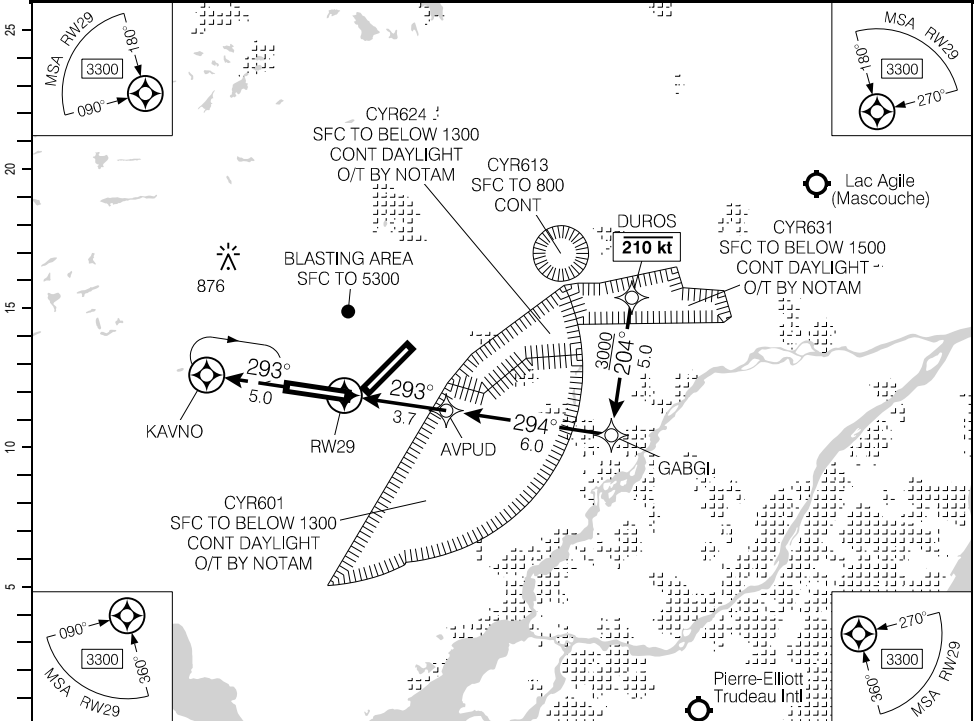 25
20
15
10
5
MSA RW29
180°
3300
090°
MSA RW29
180°
3300
270°
CYR624
SFC TO BELOW 1300
CONT DAYLIGHT
O/T BY NOTAM
CYR613
SFC TO 800
CONT
Lac Agile
(Mascouche)
DUROS
210 kt
CYR631
SFC TO BELOW 1500
CONT DAYLIGHT
O/T BY NOTAM
876
BLASTING AREA
SFC TO 5300
3000
204°
5.0
293°
5.0
293°
3.7
294°
6.0
KAVNO
RW29
AVPUD
GABGI
CYR601
SFC TO BELOW 1300
CONT DAYLIGHT
O/T BY NOTAM
090°
3300
360°
MSA RW29
Pierre-Elliott
Trudeau Intl
270°
3300
360°
MSA RW29